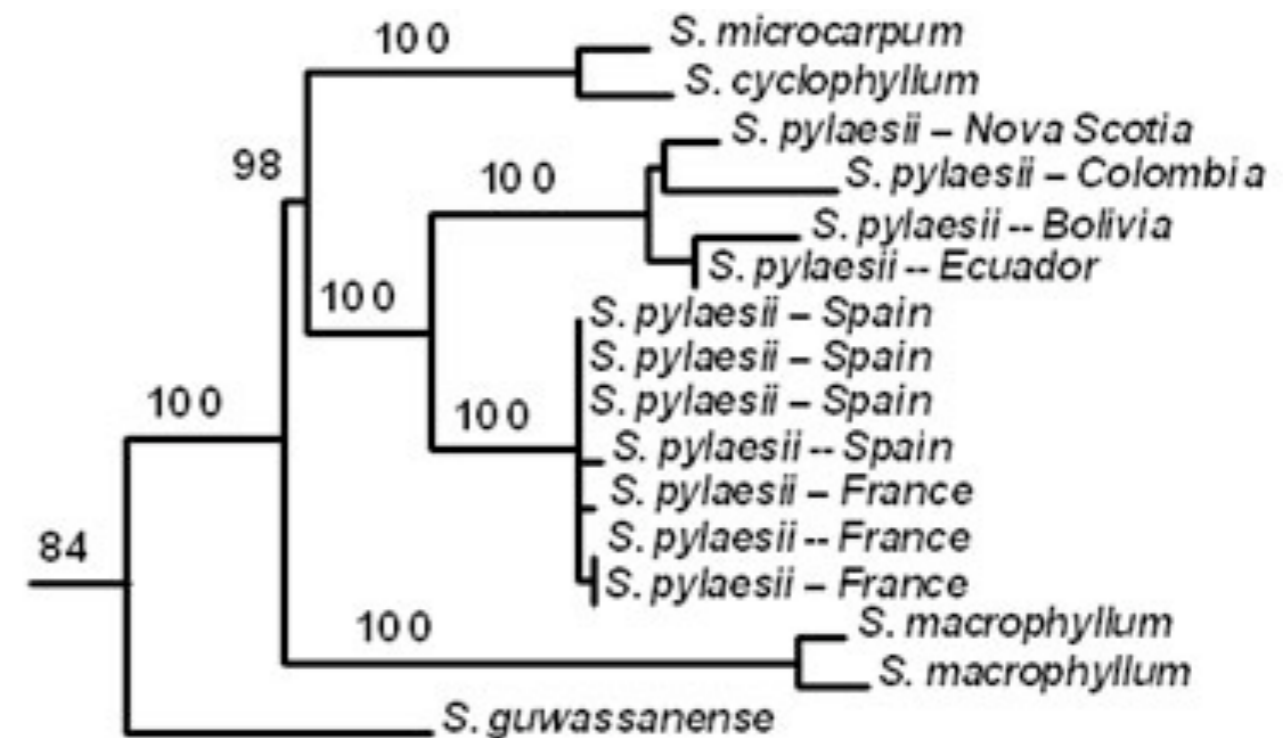 100
S. microcarpum
S. cyclophyllum
S. pylaesii – Nova Scotia
98
100
S. pylaesii – Colombia
S. pylaesii -- Bolivia
S. pylaesii -- Ecuador
100
S. pylaesii – Spain
S. pylaesii – Spain
S. pylaesii – Spain
100
100
S. pylaesii -- Spain
S. pylaesii – France
84
S. pylaesii -- France
S. pylaesii – France
100
S. macrophyllum
S. macrophyllum
S. guwassanense